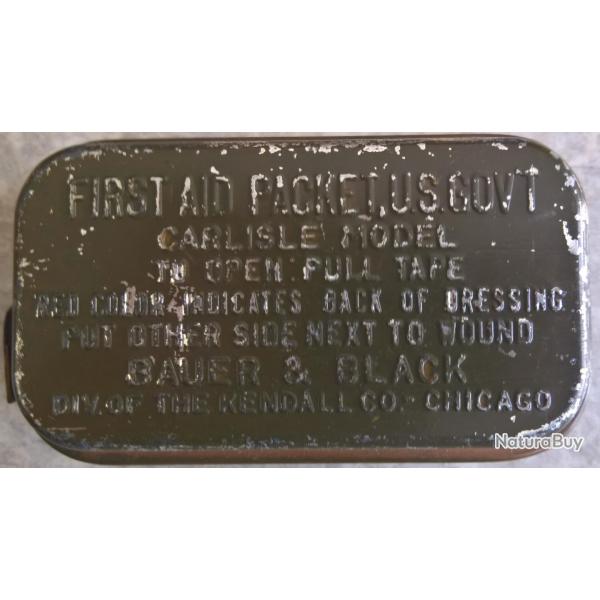 FIRST AID PACKET, U.S. GOV'T
CARLISLE MODEL
TO OPEN PULL TAPE
RED COLOR INDICATES BACK OF DRESSING
PUT OTHER SIDE NEXT TO WOUND
BAUER & BLACK
DIV. OF THE KENDALL CO. - CHICAGO
NaturaBuy